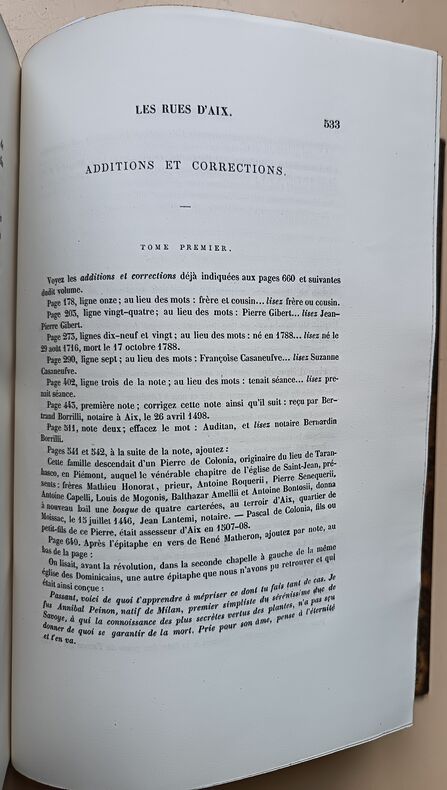 LES RUES D'AIX.
533
ADDITIONS ET CORRECTIONS.
TOME PREMIER.
Voyez les additions et corrections déjà indiquées aux pages 660 et suivantes
dudit volume.
Page 178, ligne onze; au lieu des mots : frère et cousin... lisez frère ou cousin.
Page 205, ligne vingt-quatre; au lieu des mots : Pierre Gibert... lisez Jean-
Pierre Gibert.
Page 273, lignes dix-neuf et vingt; au lieu des mots : né en 1788... lisez né le
29 août 1716, mort le 17 octobre 1788.
Page 290, ligne sept; au lieu des mots : Françoise Casaneufve... lisez Suzanne
Casaneufve.
Page 402, ligne trois de la note; au lieu des mots : tenait séance... lisez pre-
nait séance.
Page 445, première note; corrigez cette note ainsi qu'il suit : reçu par Ber-
trand Borrilli, notaire à Aix, le 26 avril 1498.
Page 511, note deux; effacez le mot : Auditan, et lisez notaire Bernardin
Borrilli.
Pages 541 et 542, à la suite de la note, ajoutez :
Cette famille descendait d'un Pierre de Colonia, originaire du lieu de Taran-
hasco, en Piémont, auquel le vénérable chapitre de l'église de Saint-Jean, pré-
sents : frères Mathieu Honorat, prieur, Antoine Roquerii, Pierre Senequerii,
Antoine Capelli, Louis de Mogonis, Balthazar Amellii et Antoine Bontosii, donna
à nouveau bail une bosque de quatre carterées, au terroir d'Aix, quartier de
Moissac, le 15 juillet 1446, Jean Lantemi, notaire. — Pascal de Colonia, fils ou
petit-fils de ce Pierre, était assesseur d'Aix en 1507-08.
Page 640. Après l'épitaphe en vers de René Matheron, ajoutez par note, au
bas de la page :
On lisait, avant la révolution, dans la seconde chapelle à gauche de la même
église des Dominicains, une autre épitaphe que nous n'avons pu retrouver et qui
était ainsi conçue :
Passant, voici de quoi t'apprendre à mépriser ce dont tu fais tant de cas. Je
fus Annibal Peinon, natif de Milan, premier simpliste du sérénissime duc de
Savoye, à qui la connoissance des plus secrètes vertus des plantes, n'a pas sçu
donner de quoi se garantir de la mort. Prie pour son âme, pense à l'éternité
et t'en va.